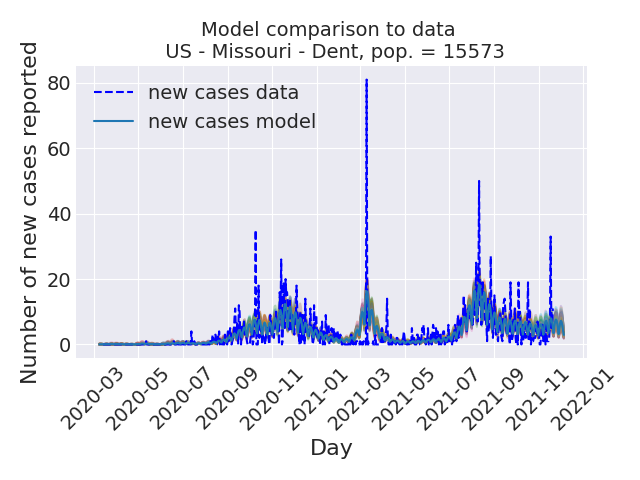 Model comparison to data
US - Missouri - Dent, pop. = 15573
Number of new cases reported
80
60
40
20
0
new cases data
new cases model
2020-03
2020-05
2020-07
2020-09
2020-11
2021-01
2021-03
2021-05
2021-07
2021-09
2021-11
2022-01
Day